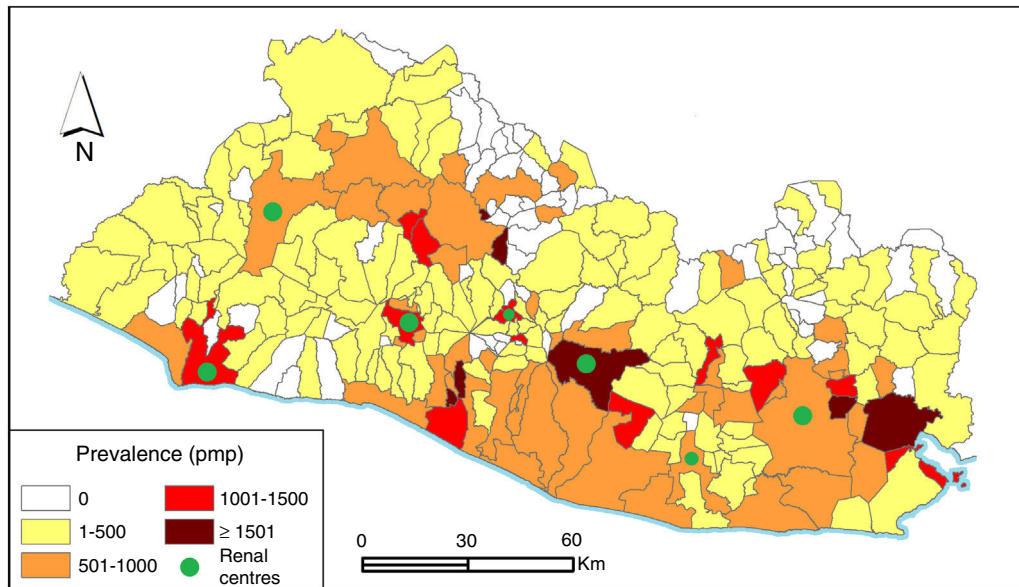 N
Prevalence (pmp)
0
1-500
501-1000
1001-1500
≥ 1501
Renal
centres
0 30 60
Km